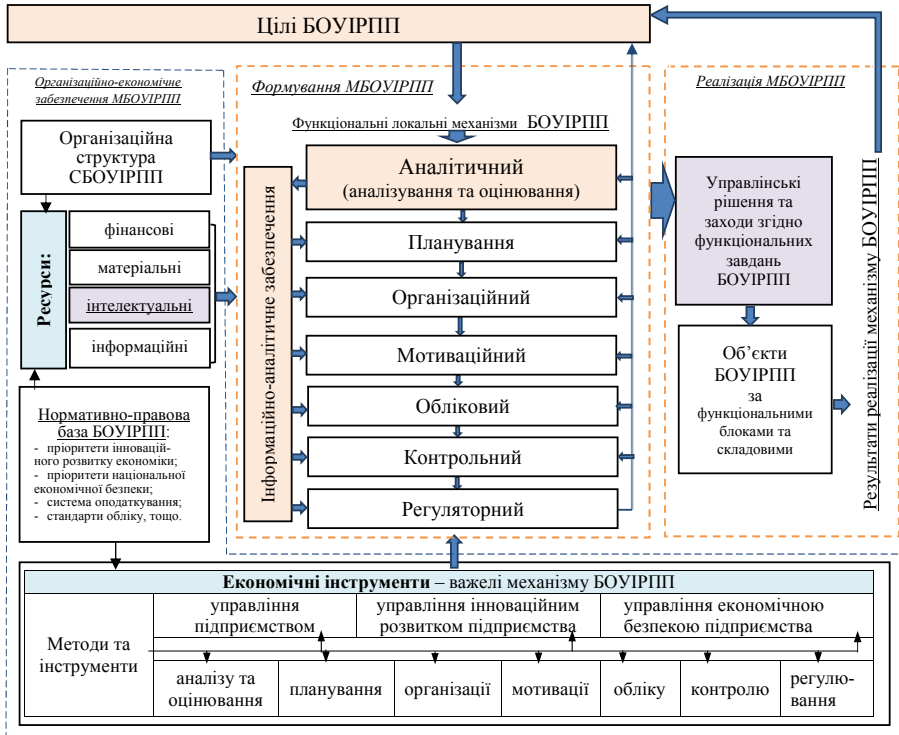 Цілі БОУІРПП
Організаційно-економічне
забезпечення МБОУІРПП
Організаційна
структура
СБОУІРПП
Ресурси:
фінансові
матеріальні
інтелектуальні
інформаційні
Нормативно-правова
база БОУІРПП:
- пріоритети інновацій-
ного розвитку економіки;
- пріоритети національної
економічної безпеки;
- система оподаткування;
- стандарти обліку, тощо.
Формування МБОУІРПП
Функціональні локальні механізми БОУІРПП
Інформаційно-аналітичне забезпечення
Аналітичний
(аналізування та оцінювання)
Планування
Організаційний
Мотиваційний
Обліковий
Контрольний
Регуляторний
Реалізація МБОУІРПП
Управлінські
рішення та
заходи згідно
функціональних
завдань
БОУІРПП
Об’єкти
БОУІРПП
за
функціональними
блоками та
складовими
Результати реалізації механізму БОУІРПП
Економічні інструменти – важелі механізму БОУІРПП
Методи та
інструменти
управління
підприємством
управління інноваційним
розвитком підприємства
управління економічною
безпекою підприємства
аналізу та
оцінювання
планування
організації
мотивації
обліку
контролю
регулю-
вання